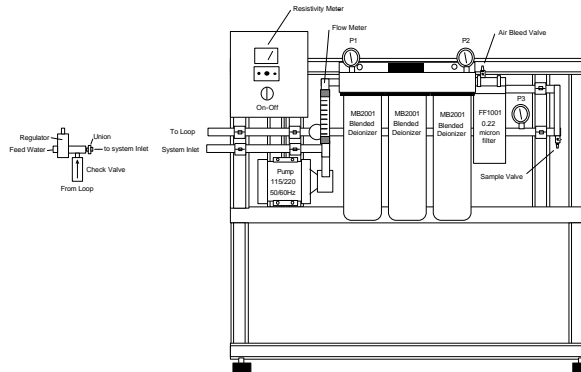 Resistivity Meter
Flow Meter
P1
P2
Air Bleed Valve
On-Off
P3
MB2001
Blended
Deionizer
MB2001
Blended
Deionizer
MB2001
Blended
Deionizer
FF1001
0.22
micron
filter
To Loop
System Inlet
Regulator
Feed Water
Union
to system Inlet
Check Valve
From Loop
Pump
115/220
50/60Hz
Sample Valve